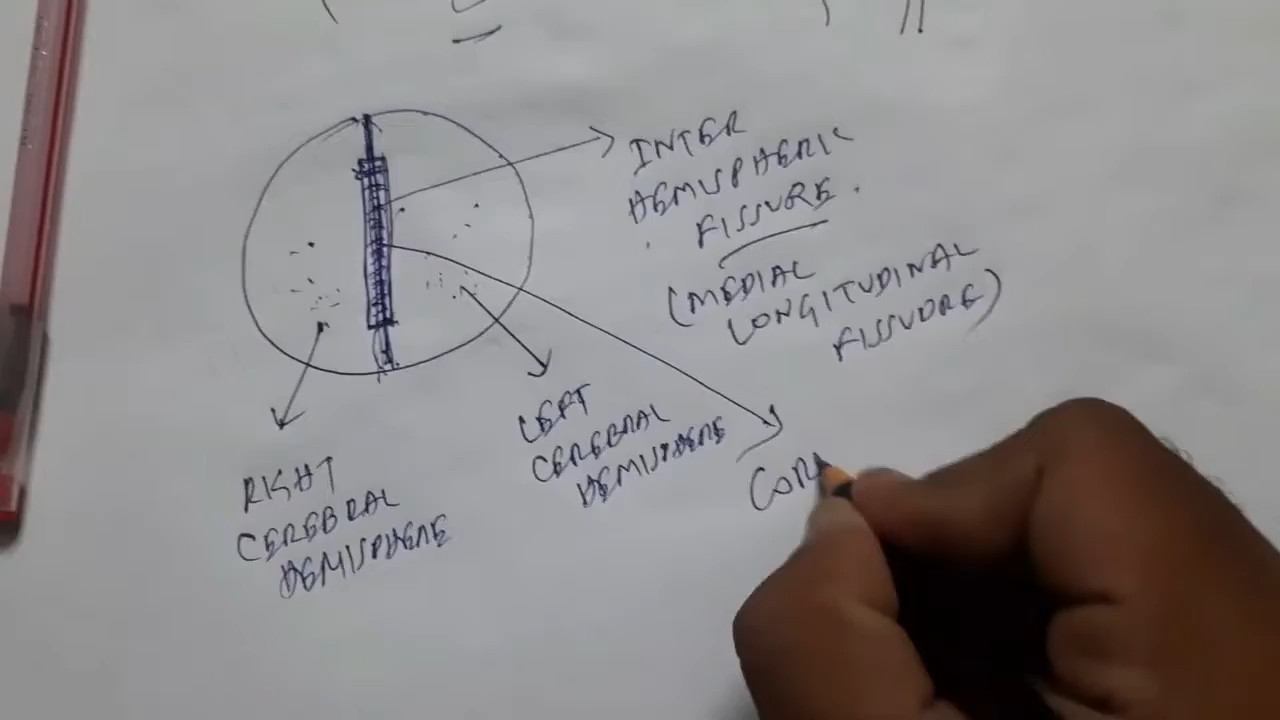 INTER
HEMISPHERIC
FISSURE.
(MEDIAL
LONGITUDINAL
FISSURE)
LEFT
CEREBRAL
HEMISPHERE
RIGHT
CEREBRAL
HEMISPHERE
COR